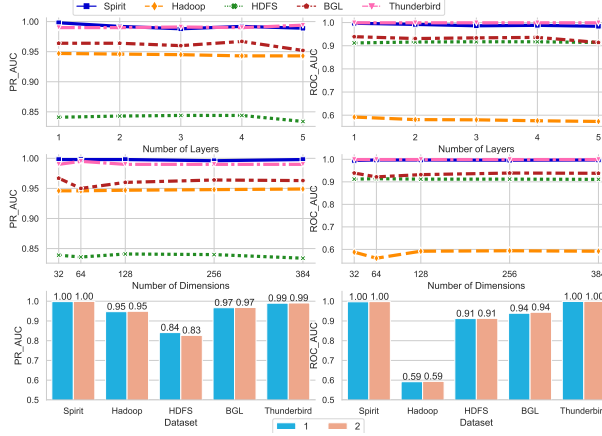 Spirit Hadoop HDFS BGL Thunderbird
1.00
0.95
0.90
0.85
PR_AUC
1 2 3 4 5
Number of Layers
1.0
0.9
0.8
0.7
0.6
ROC_AUC
1 2 3 4 5
Number of Layers
1.00
0.95
0.90
0.85
PR_AUC
32 64 128 256 384
Number of Dimensions
1.0
0.9
0.8
0.7
0.6
ROC_AUC
32 64 128 256 384
Number of Dimensions
1.0
0.9
0.8
0.7
0.6
0.5
PR_AUC
1.00 1.00 0.95 0.95 0.84 0.83 0.97 0.97 0.99 0.99
Spirit Hadoop HDFS BGL Thunderbird
Dataset
1.0
0.9
0.8
0.7
0.6
0.5
ROC_AUC
1.00 1.00 0.59 0.59 0.91 0.91 0.94 0.94 1.00 1.00
Spirit Hadoop HDFS BGL Thunderbird
Dataset
1 2